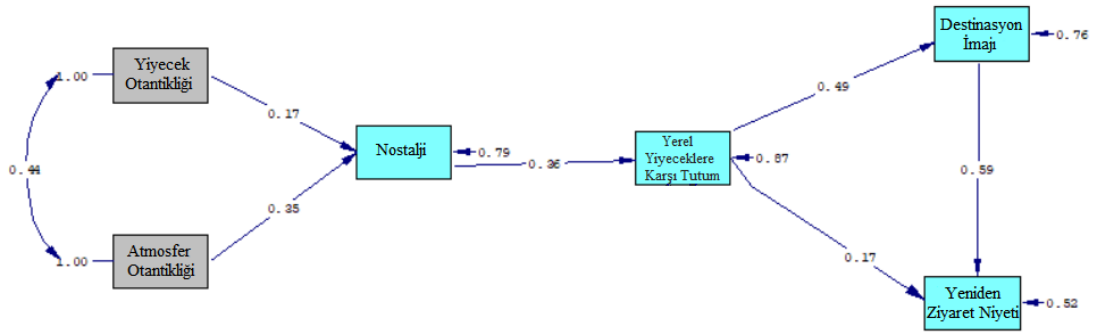 Destinasyon
İmajı
0.76
1.00
Yiyecek
Otantikliği
0.49
0.17
Nostalji
0.79
0.36
Yerel
Yiyeceklere
Karşı Tutum
0.87
0.44
0.59
0.35
1.00
Atmosfer
Otantikliği
0.17
Yeniden
Ziyaret Niyeti
0.52